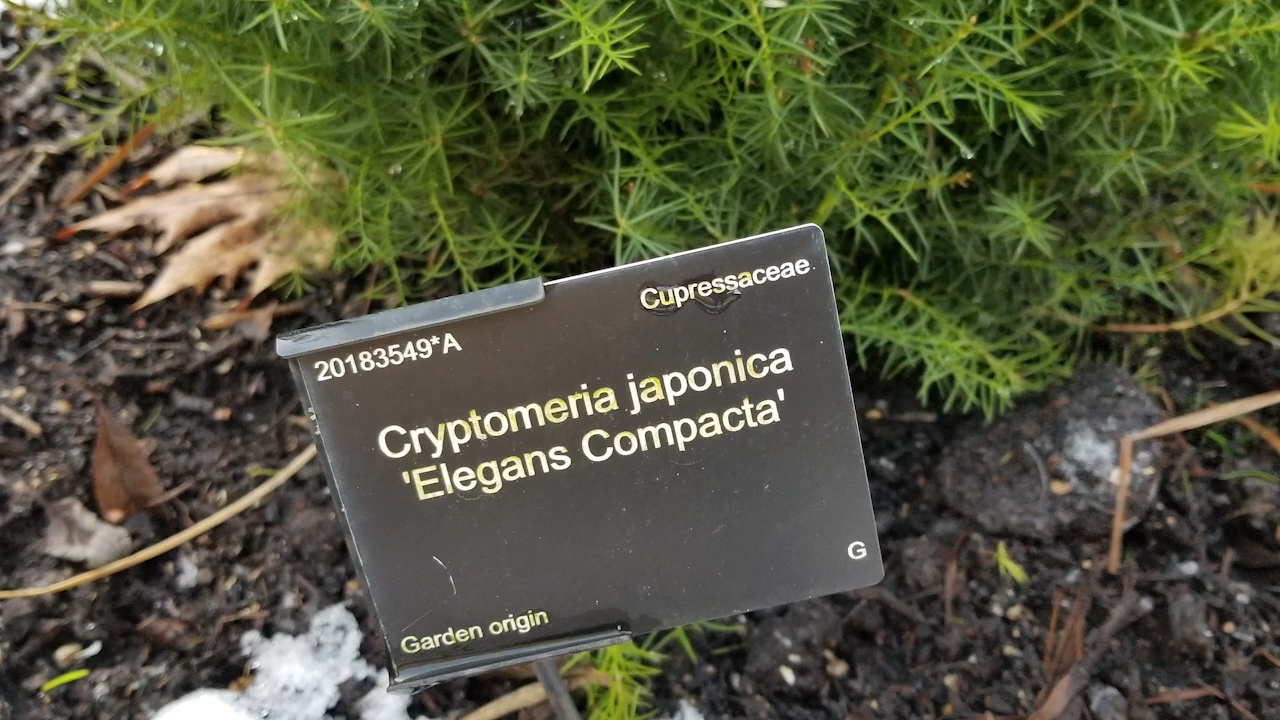 Cupressaceae
20183549*A
Cryptomeria japonica
'Elegans Compacta'
G
Garden origin